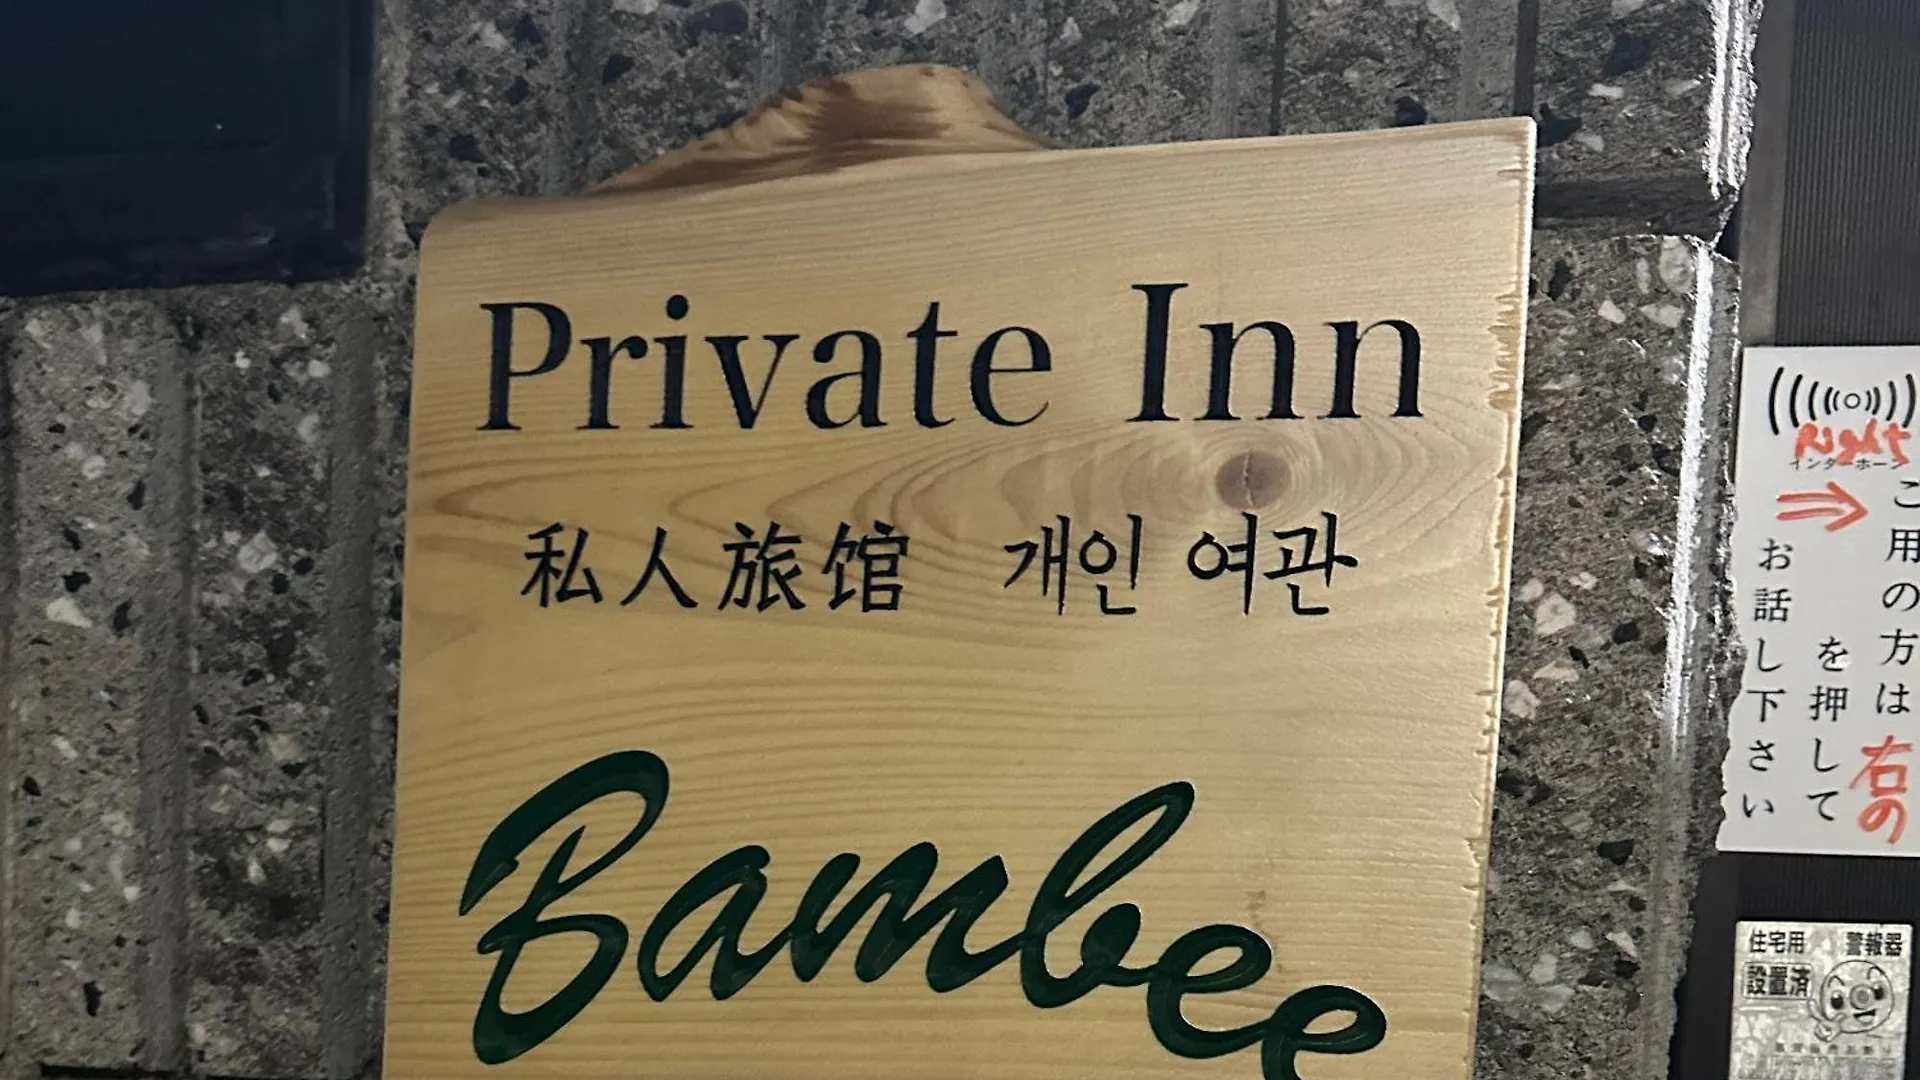 Private Inn
私人旅馆 개인 여관
Bambee
Right
インターホン
ご用の方は右の
を押して
お話し下さい
住宅用 警報器
設置済